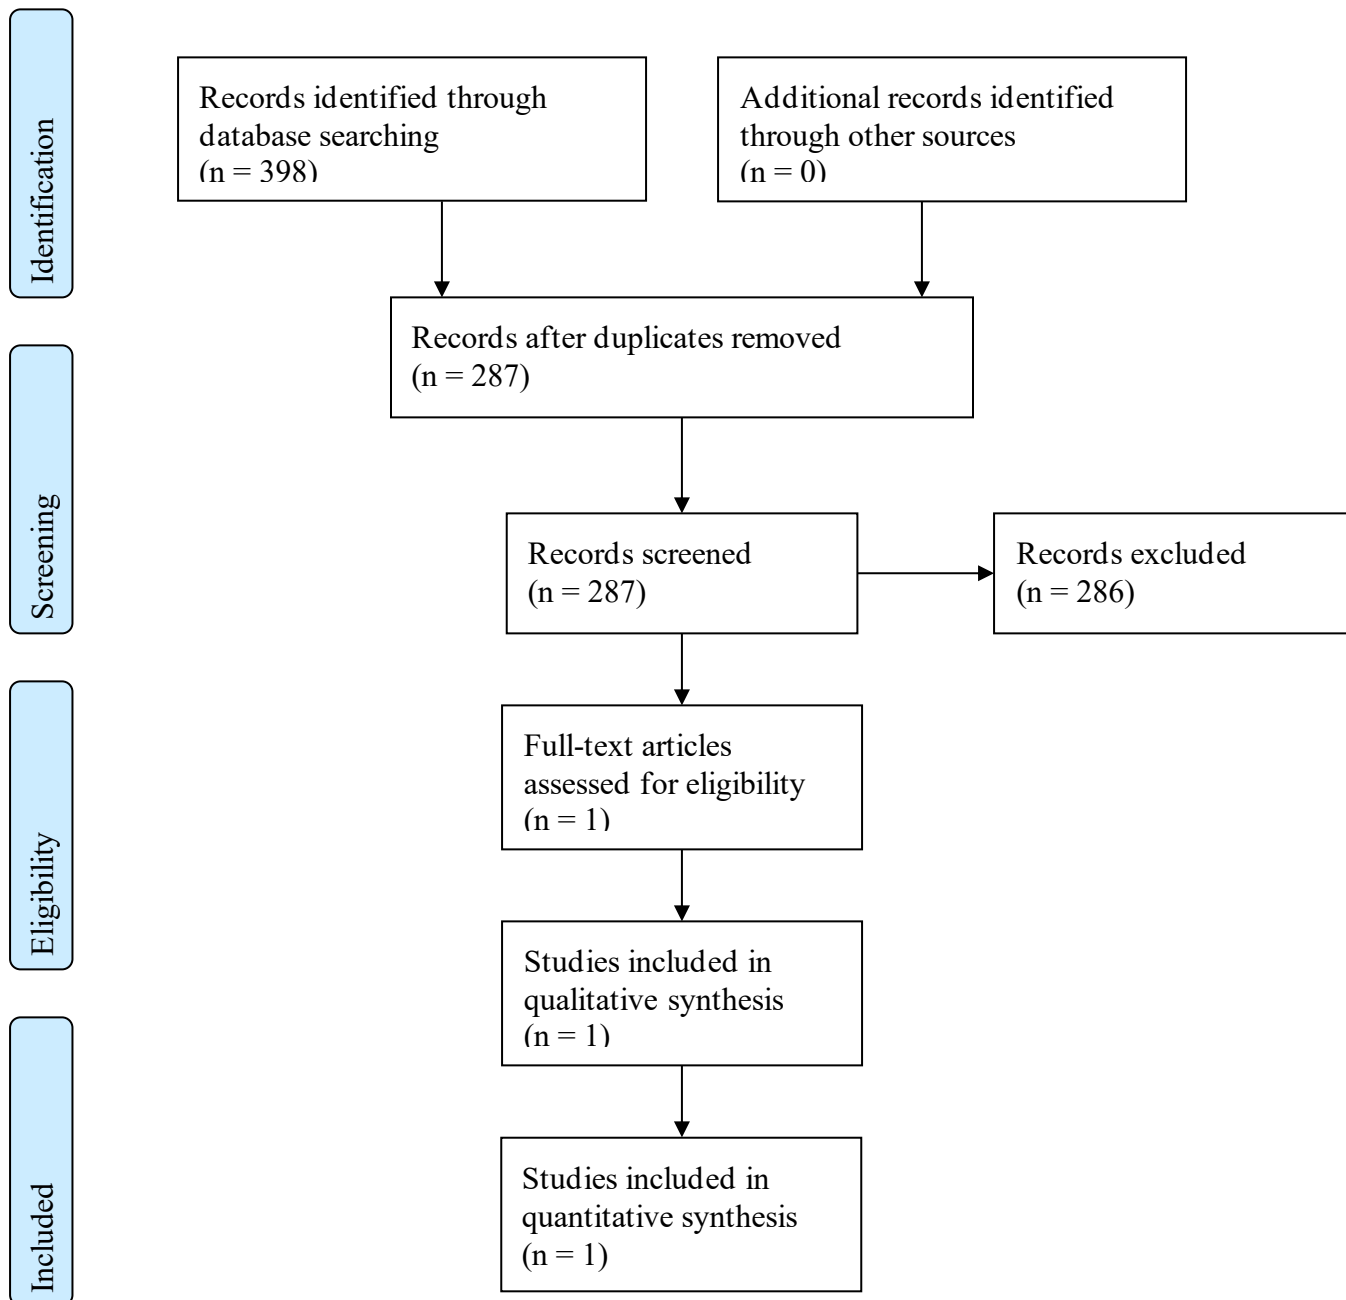 Identification
Records identified through
database searching
(n = 398)
Additional records identified
through other sources
(n = 0)
Records after duplicates removed
(n = 287)
Screening
Records screened
(n = 287)
Records excluded
(n = 286)
Eligibility
Full-text articles
assessed for eligibility
(n = 1)
Studies included in
qualitative synthesis
(n = 1)
Included
Studies included in
quantitative synthesis
(n = 1)